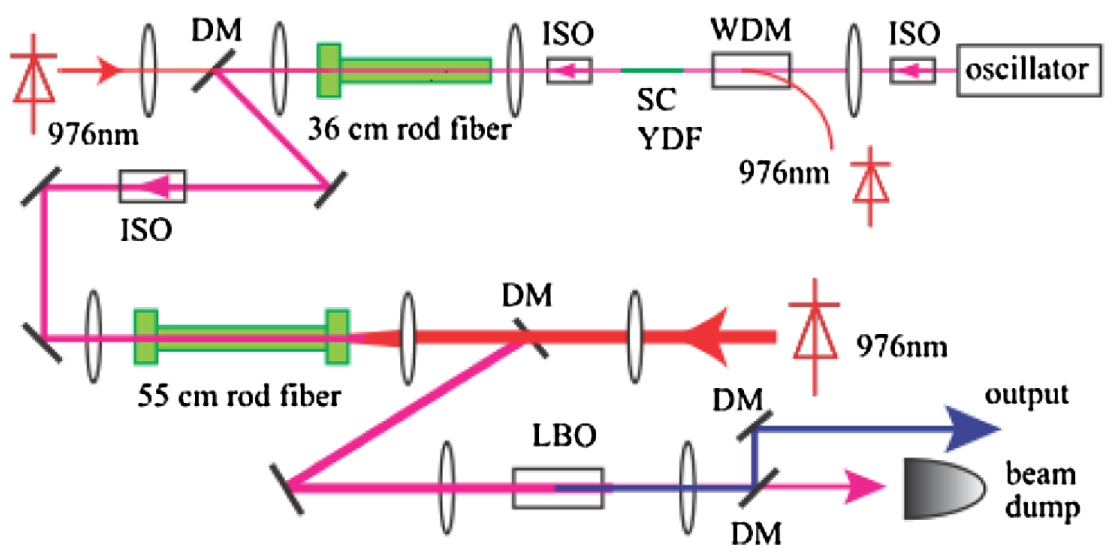 DM
ISO
WDM
ISO
oscillator
976nm
36 cm rod fiber
SC
YDF
976nm
ISO
DM
976nm
55 cm rod fiber
DM
output
LBO
beam
dump
DM